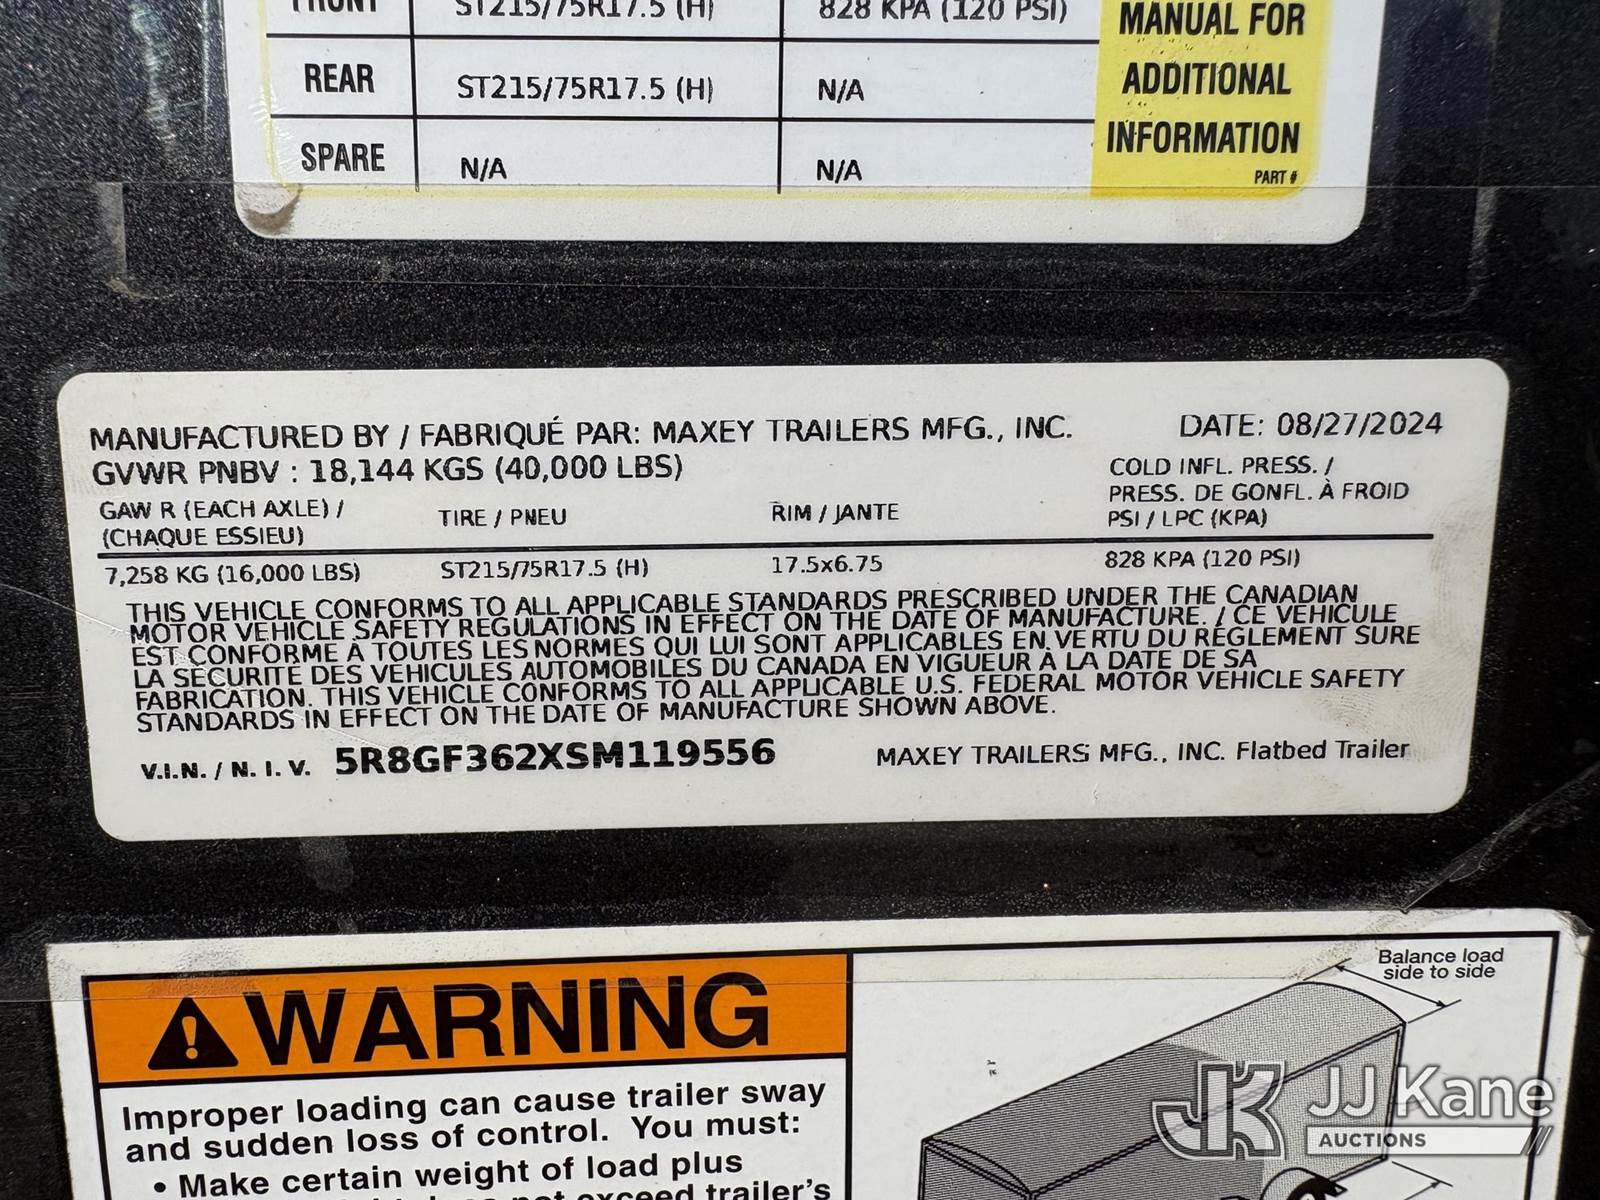 FRONT ST215/75R17.5 (H) 828 KPA (120 PSI)
MANUAL FOR
REAR ST215/75R17.5 (H) N/A
ADDITIONAL
INFORMATION
SPARE N/A N/A
PART #
MANUFACTURED BY / FABRIQUÉ PAR: MAXEY TRAILERS MFG., INC. DATE: 08/27/2024
GVWR PNBV : 18,144 KGS (40,000 LBS)
GAW R (EACH AXLE) /
(CHAQUE ESSIEU)
TIRE / PNEU
RIM / JANTE
COLD INFL. PRESS. /
PRESS. DE GONFL. À FROID
PSI / LPC (KPA)
7,258 KG (16,000 LBS) ST215/75R17.5 (H) 17.5x6.75 828 KPA (120 PSI)
THIS VEHICLE CONFORMS TO ALL APPLICABLE STANDARDS PRESCRIBED UNDER THE CANADIAN
MOTOR VEHICLE SAFETY REGULATIONS IN EFFECT ON THE DATE OF MANUFACTURE. / CE VÉHICULE
EST CONFORME À TOUTES LES NORMES QUI LUI SONT APPLICABLES EN VERTU DU RÈGLEMENT SURE
LA SÉCURITÉ DES VÉHICULES AUTOMOBILES DU CANADA EN VIGUEUR À LA DATE DE SA
FABRICATION. THIS VEHICLE CONFORMS TO ALL APPLICABLE U.S. FEDERAL MOTOR VEHICLE SAFETY
STANDARDS IN EFFECT ON THE DATE OF MANUFACTURE SHOWN ABOVE.
V.I.N. / N. I. V. 5R8GF362XSM119556 MAXEY TRAILERS MFG., INC. Flatbed Trailer
WARNING
Improper loading can cause trailer sway
and sudden loss of control. You must:
• Make certain weight of load plus
not exceed trailer's
Balance load
side to side
JK JJ Kane
AUCTIONS